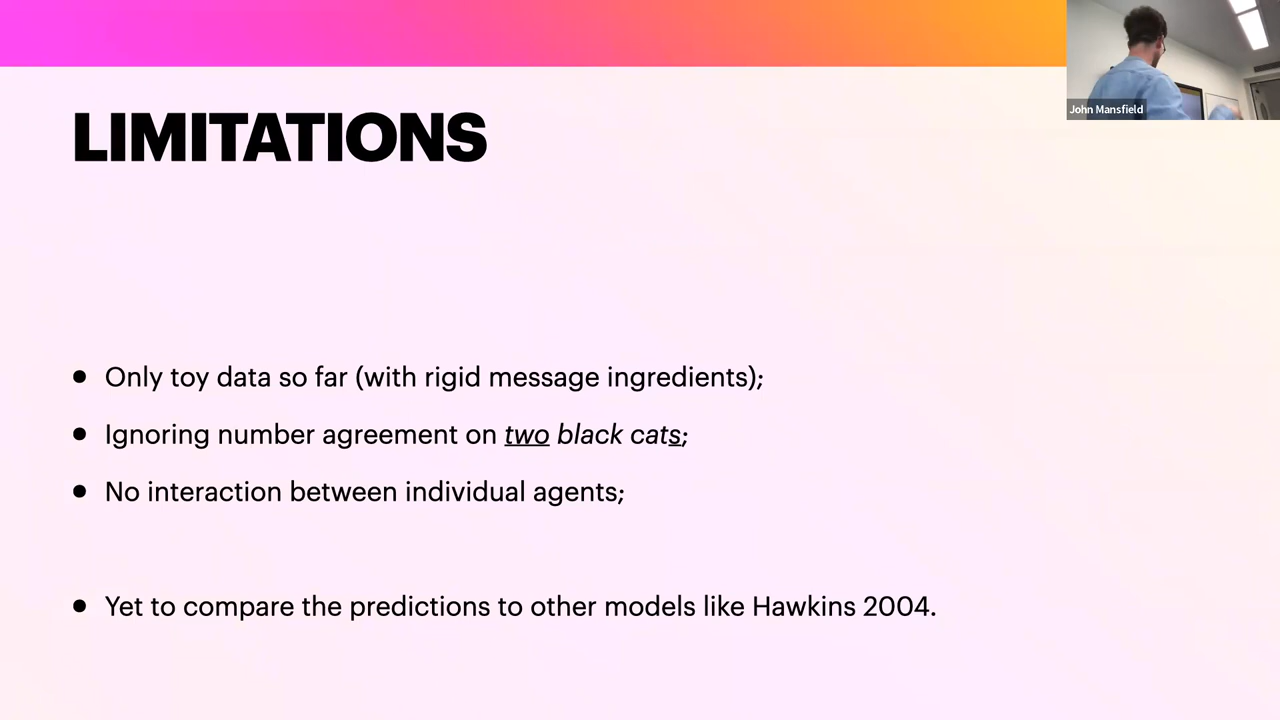 John Mansfield
LIMITATIONS
• Only toy data so far (with rigid message ingredients);
• Ignoring number agreement on two black cats;
• No interaction between individual agents;
• Yet to compare the predictions to other models like Hawkins 2004.